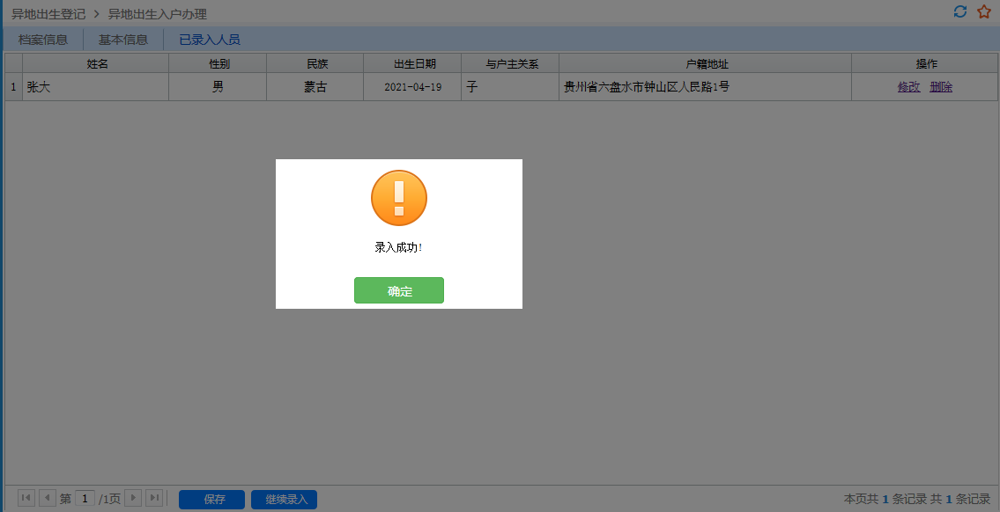 异地出生登记 > 异地出生入户办理
档案信息 基本信息 已录入人员
姓名 性别 民族 出生日期 与户主关系 户籍地址 操作
1 张大 男 蒙古 2021-04-19 子 贵州省六盘水市钟山区人民路1号 修改 删除
录入成功!
确定
第 1 /1页 保存 继续录入 本页共 1 条记录 共 1 条记录